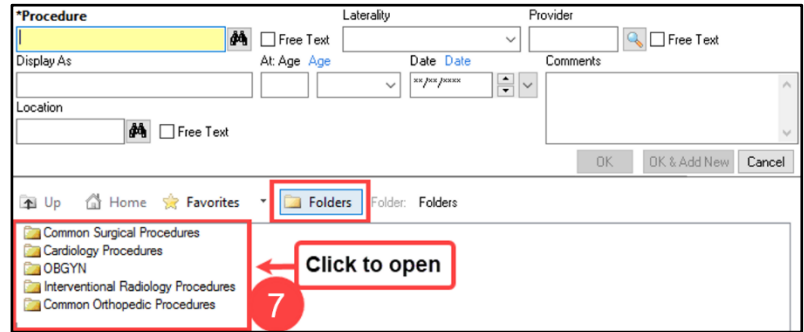 *Procedure Laterality Provider
Free Text Free Text
Display As At: Age Age Date Date Comments
**/**/****
Location
Free Text
OK OK & Add New Cancel
Up Home Favorites Folders Folder: Folders
Common Surgical Procedures
Cardiology Procedures
OBGYN
Interventional Radiology Procedures
Common Orthopedic Procedures
Click to open
7